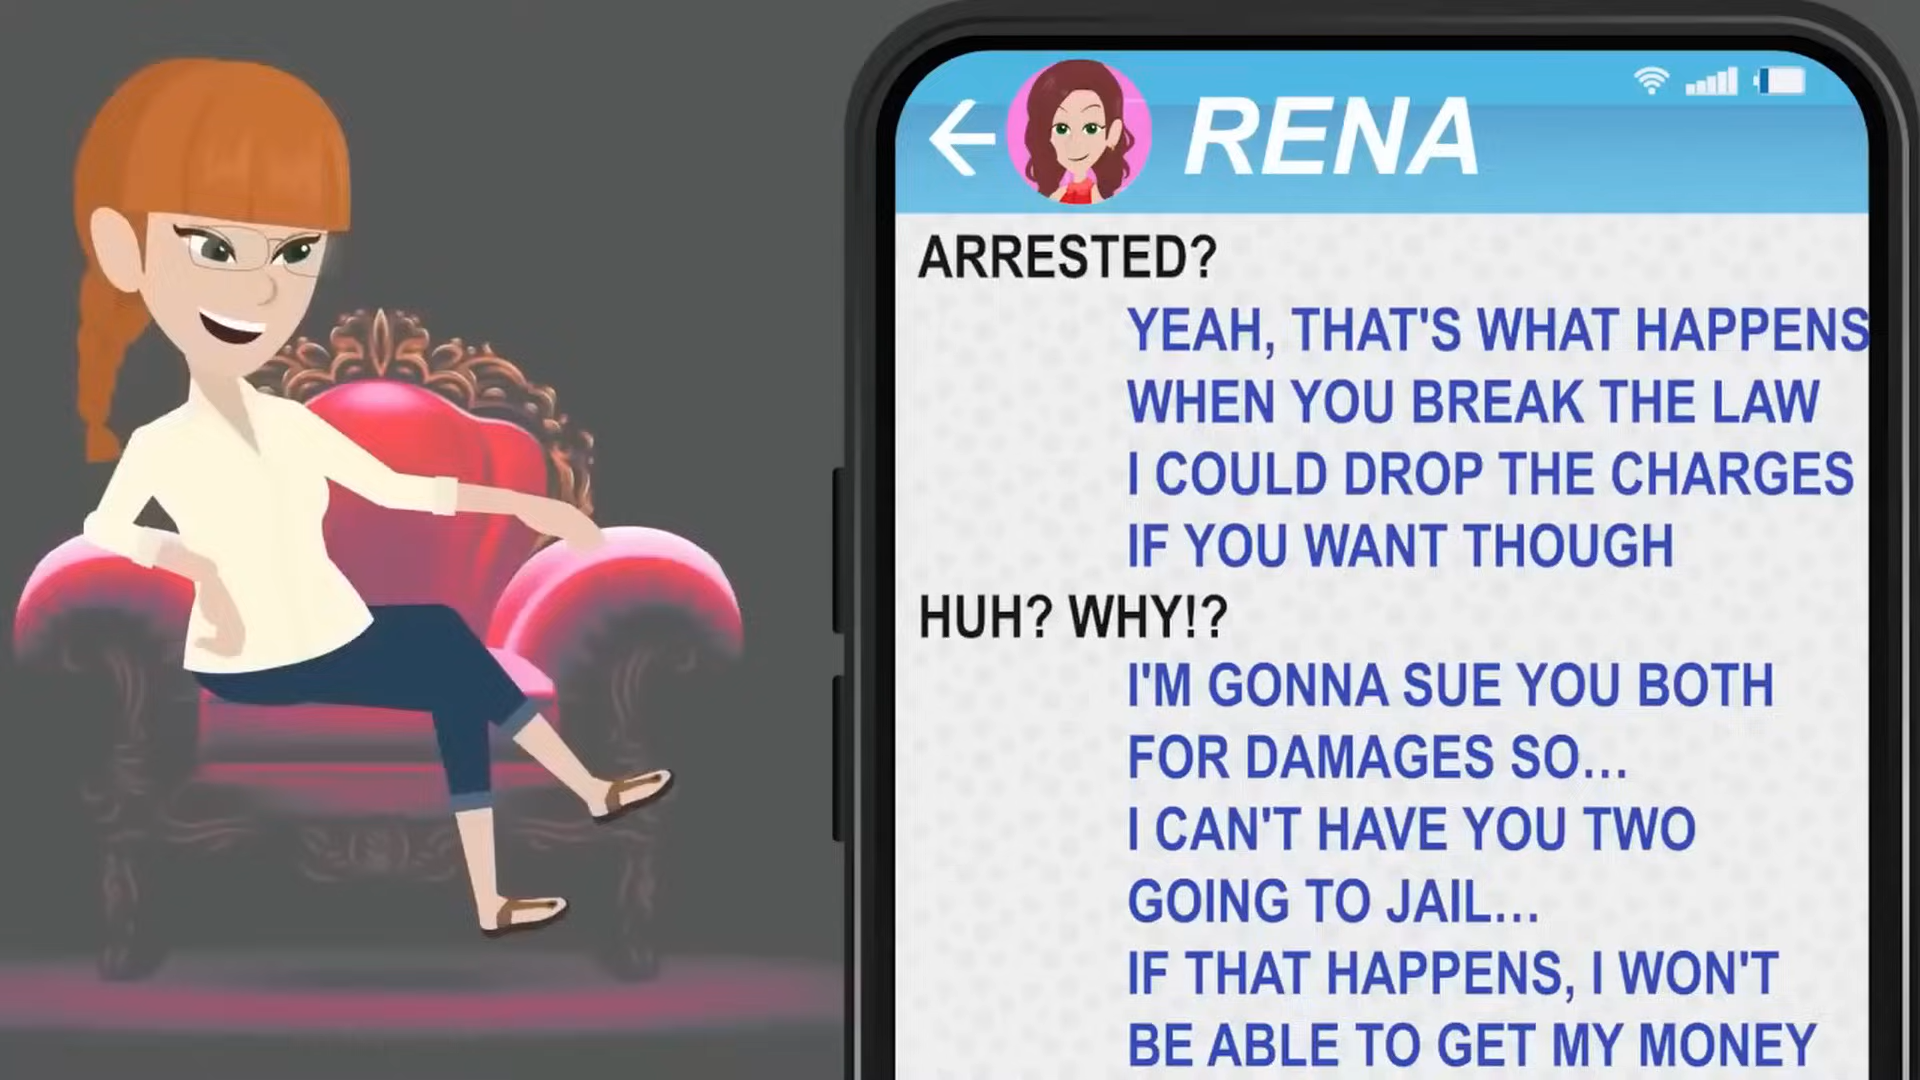 RENA
ARRESTED?
YEAH, THAT'S WHAT HAPPENS
WHEN YOU BREAK THE LAW
I COULD DROP THE CHARGES
IF YOU WANT THOUGH
HUH? WHY!?
I'M GONNA SUE YOU BOTH
FOR DAMAGES SO...
I CAN'T HAVE YOU TWO
GOING TO JAIL...
IF THAT HAPPENS, I WON'T
BE ABLE TO GET MY MONEY